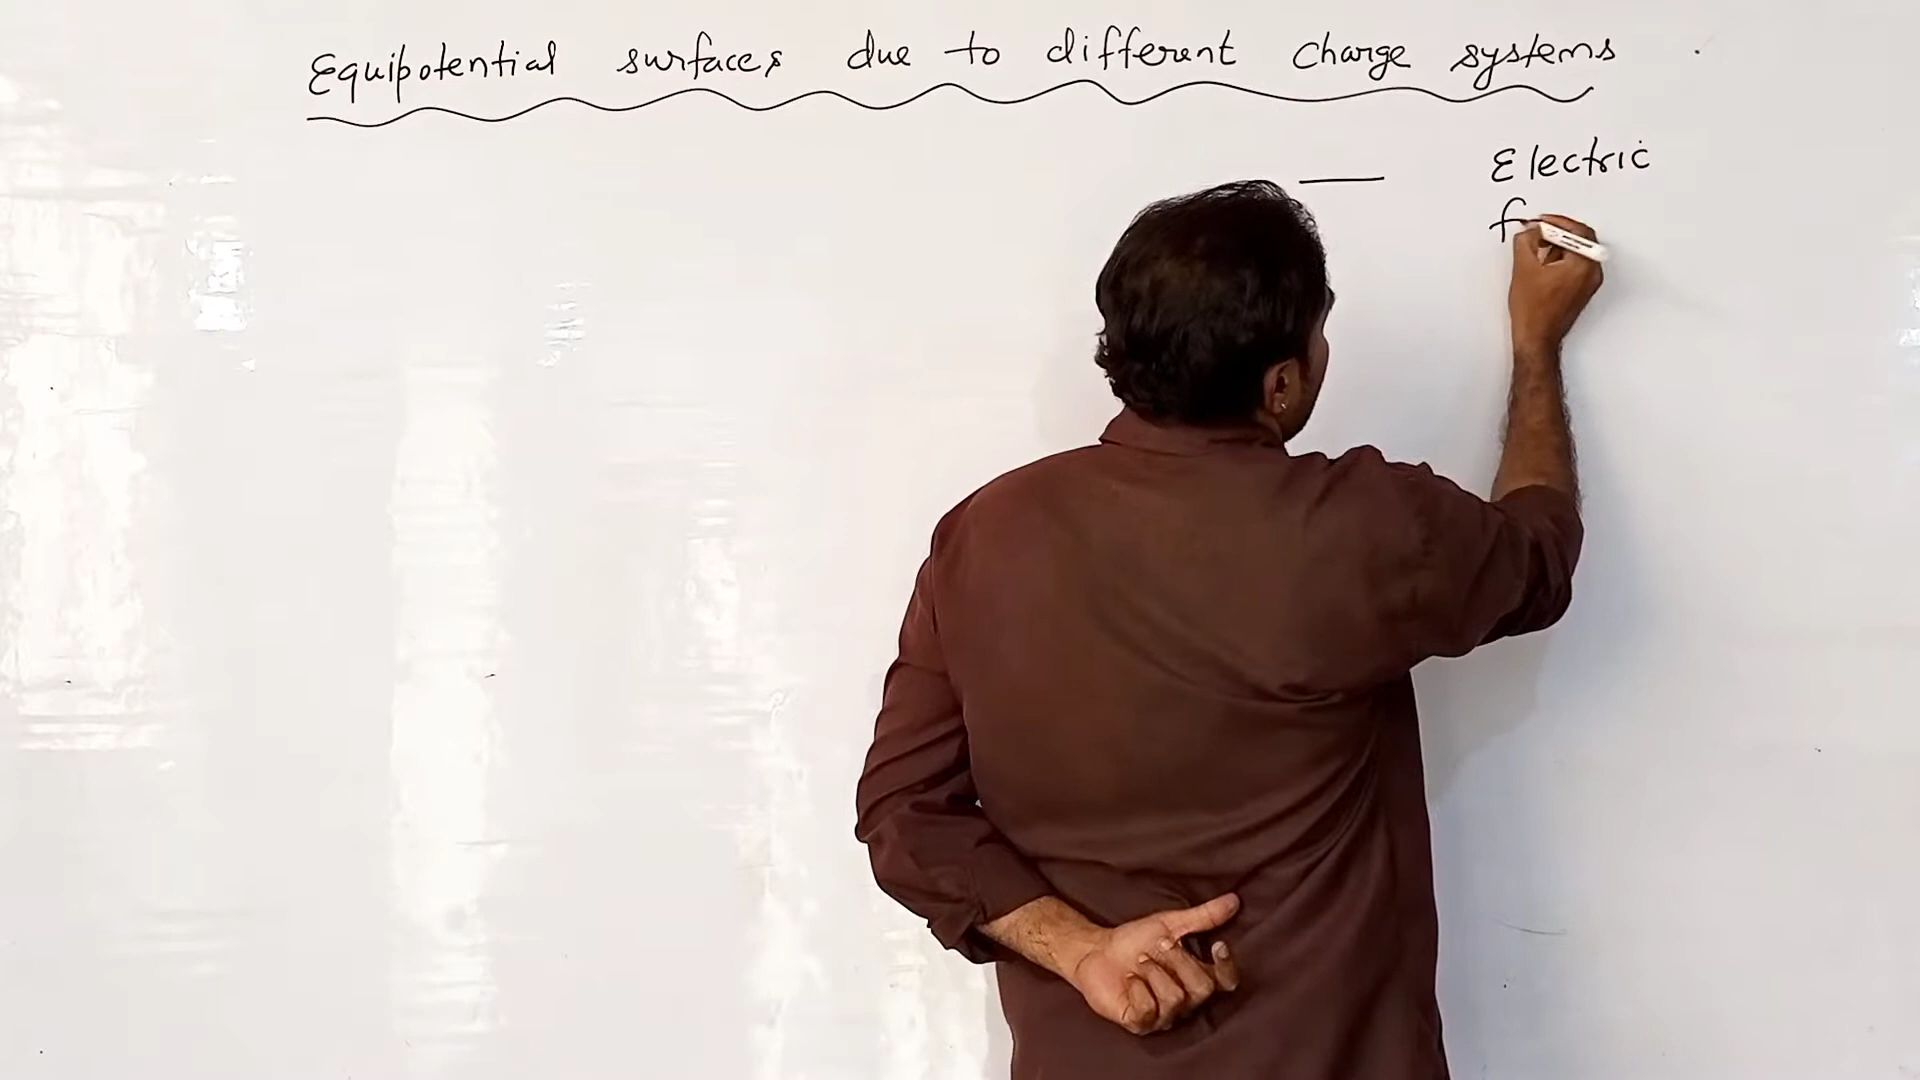 Equipotential surfaces due to different charge systems
Electric
f